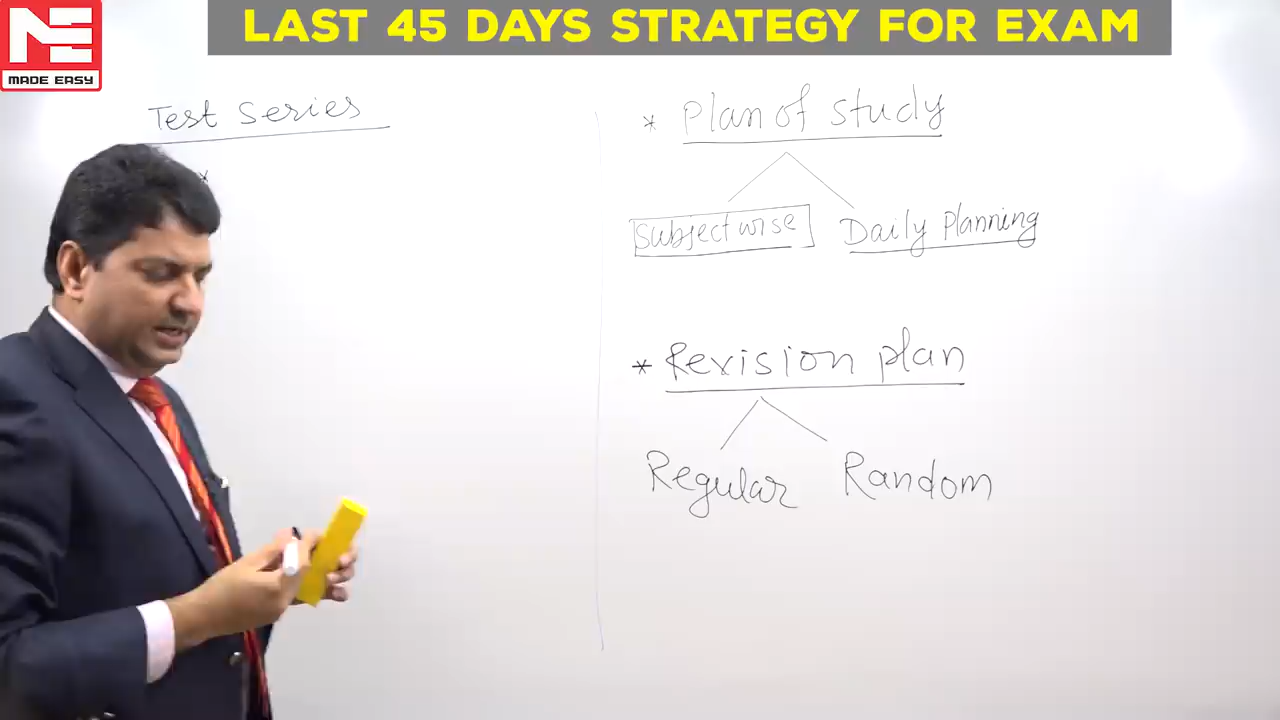 LAST 45 DAYS STRATEGY FOR EXAM
ME
MADE EASY
Test Series
*
* Plan of study
Subjectwise Daily Planning
* Revision plan
Regular Random